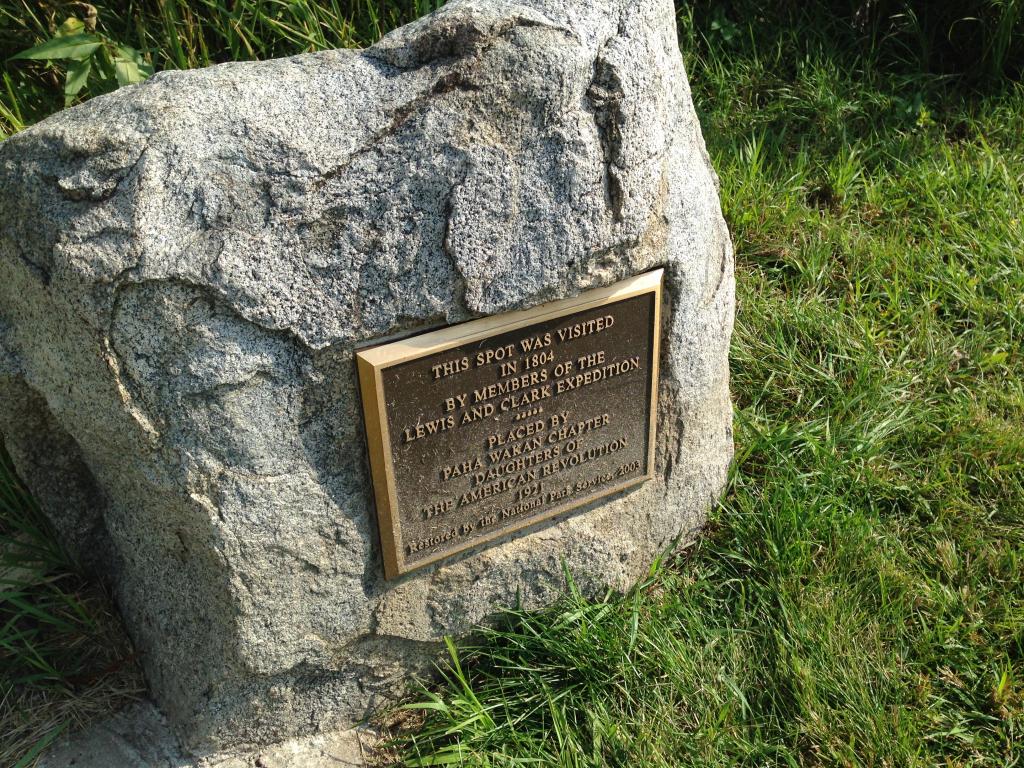 THIS SPOT WAS VISITED
IN 1804
BY MEMBERS OF THE
LEWIS AND CLARK EXPEDITION
*****
PLACED BY
PAHA WAKAN CHAPTER
DAUGHTERS OF
THE AMERICAN REVOLUTION
1921
Restored by the National Park Service, 2003